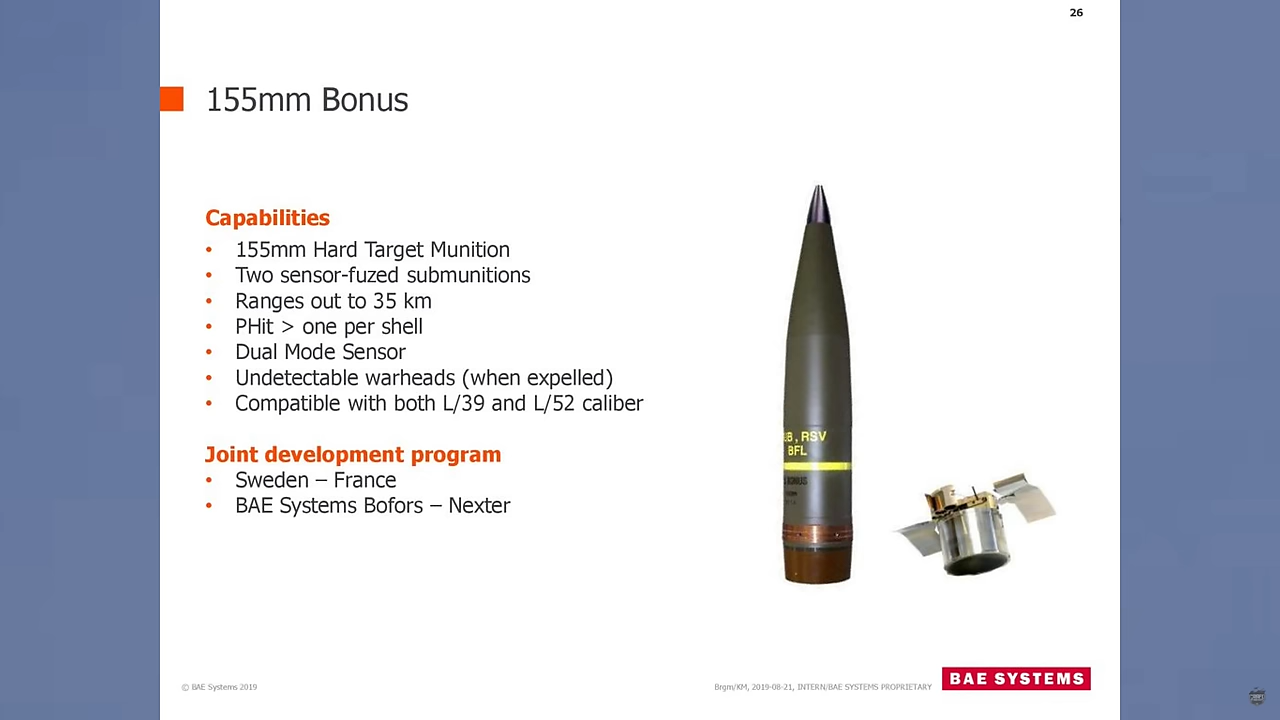 26
155mm Bonus
Capabilities
• 155mm Hard Target Munition
• Two sensor-fuzed submunitions
• Ranges out to 35 km
• PHit > one per shell
• Dual Mode Sensor
• Undetectable warheads (when expelled)
• Compatible with both L/39 and L/52 caliber
Joint development program
• Sweden – France
• BAE Systems Bofors – Nexter
UB, RSV
BFL
© BAE Systems 2019
Brgm/KM, 2019-08-21, INTERN/BAE SYSTEMS PROPRIETARY
BAE SYSTEMS